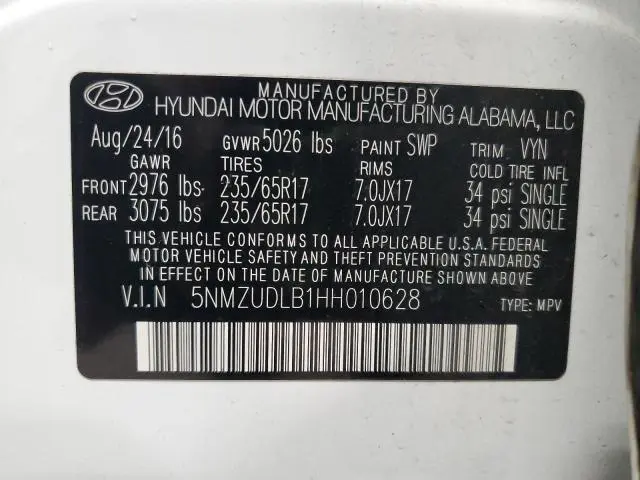 MANUFACTURED BY
HYUNDAI MOTOR MANUFACTURING ALABAMA, LLC
Aug/24/16 GVWR 5026 lbs PAINT SWP TRIM VYN
GAWR TIRES RIMS COLD TIRE INFL
FRONT 2976 lbs 235/65R17 7.0JX17 34 psi SINGLE
REAR 3075 lbs 235/65R17 7.0JX17 34 psi SINGLE
THIS VEHICLE CONFORMS TO ALL APPLICABLE U.S.A. FEDERAL
MOTOR VEHICLE SAFETY AND THEFT PREVENTION STANDARDS
IN EFFECT ON THE DATE OF MANUFACTURE SHOWN ABOVE.
V.I.N 5NMZUDLB1HH010628 TYPE: MPV